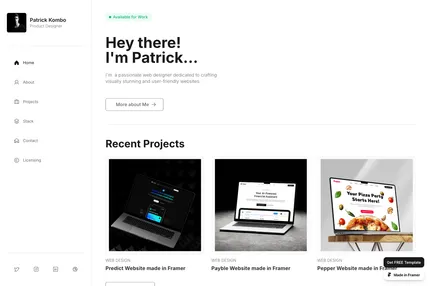 Patrick Kombo
Product Designer
Home
About
Projects
Stack
Contact
Licensing
Available for Work
Hey there!
I'm Patrick...
I'm a passionate web designer dedicated to crafting
visually stunning and user-friendly websites.
More about Me →
Recent Projects
Your Pizza Party
Starts Here!
WEB DESIGN
Predict Website made in Framer
WEB DESIGN
Payble Website made in Framer
WEB DESIGN
Pepper Website made in Framer
Get FREE Template
Made in Framer